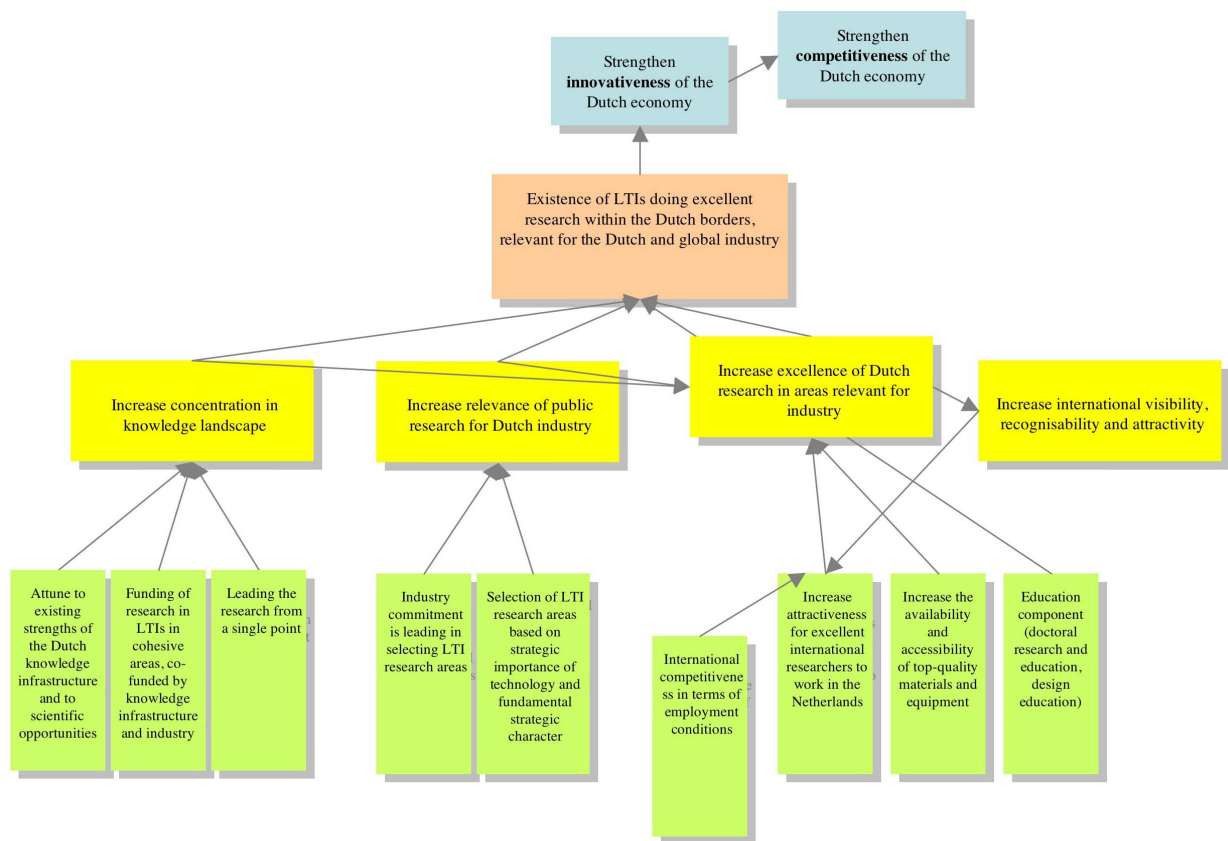 Strengthen
innovativeness of the
Dutch economy
Strengthen
competitiveness of the
Dutch economy
Existence of LTIs doing excellent
research within the Dutch borders,
relevant for the Dutch and global industry
Increase concentration in
knowledge landscape
Increase relevance of public
research for Dutch industry
Increase excellence of Dutch
research in areas relevant for
industry
Increase international visibility,
recognisability and attractivity
Attune to
existing
strengths of
the Dutch
knowledge
infrastructure
and to
scientific
opportunities
Funding of
research in
LTIs in
cohesive
areas, co-
funded by
knowledge
infrastructure
and industry
Leading the
research from
a single point
Industry
commitment
is leading in
selecting LTI
research areas
Selection of LTI
research areas
based on
strategic
importance of
technology and
fundamental
strategic
character
International
competitivene
ss in terms of
employment
conditions
Increase
attractiveness
for excellent
international
researchers to
work in the
Netherlands
Increase the
availability
and
accessibility
of top-quality
materials and
equipment
Education
component
(doctoral
research and
education,
design
education)